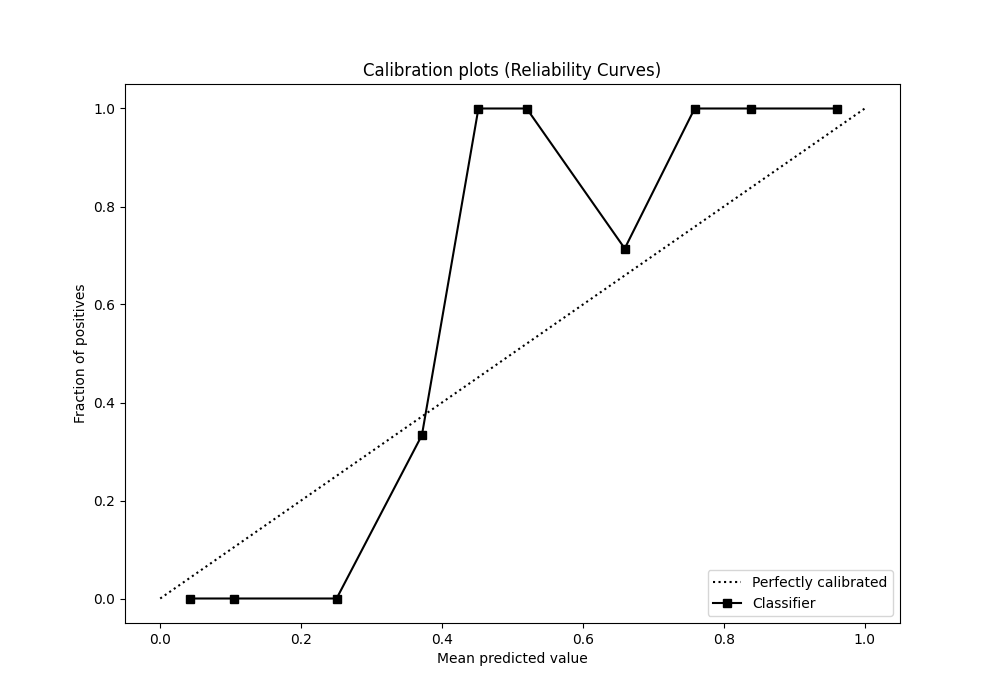 Calibration plots (Reliability Curves)
1.0
0.8
0.6
0.4
0.2
0.0
Fraction of positives
0.0 0.2 0.4 0.6 0.8 1.0
Mean predicted value
Perfectly calibrated
Classifier